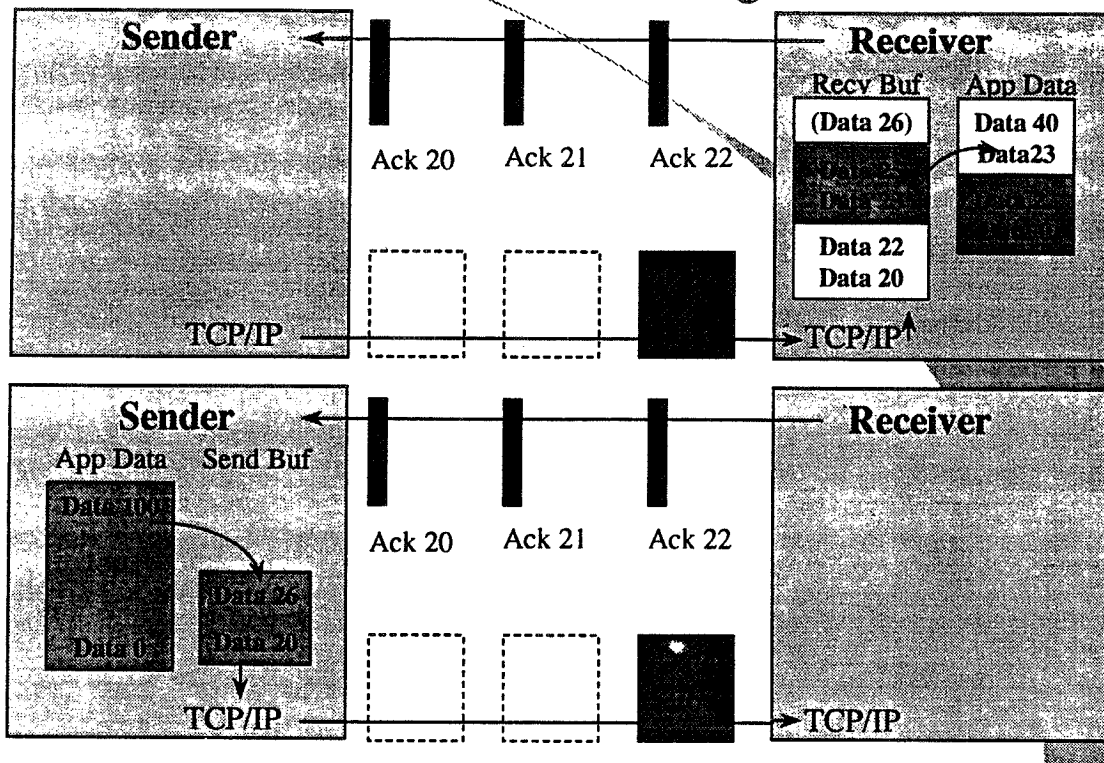 Sender
Receiver
Recv Buf
App Data
(Data 26)
Data 40
Data23
Data
Data 22
Data 20
Ack 20
Ack 21
Ack 22
TCP/IP
TCP/IP
Sender
Receiver
App Data
Send Buf
Data 100
Data 26
Data 20
Data 0
Ack 20
Ack 21
Ack 22
TCP/IP
TCP/IP